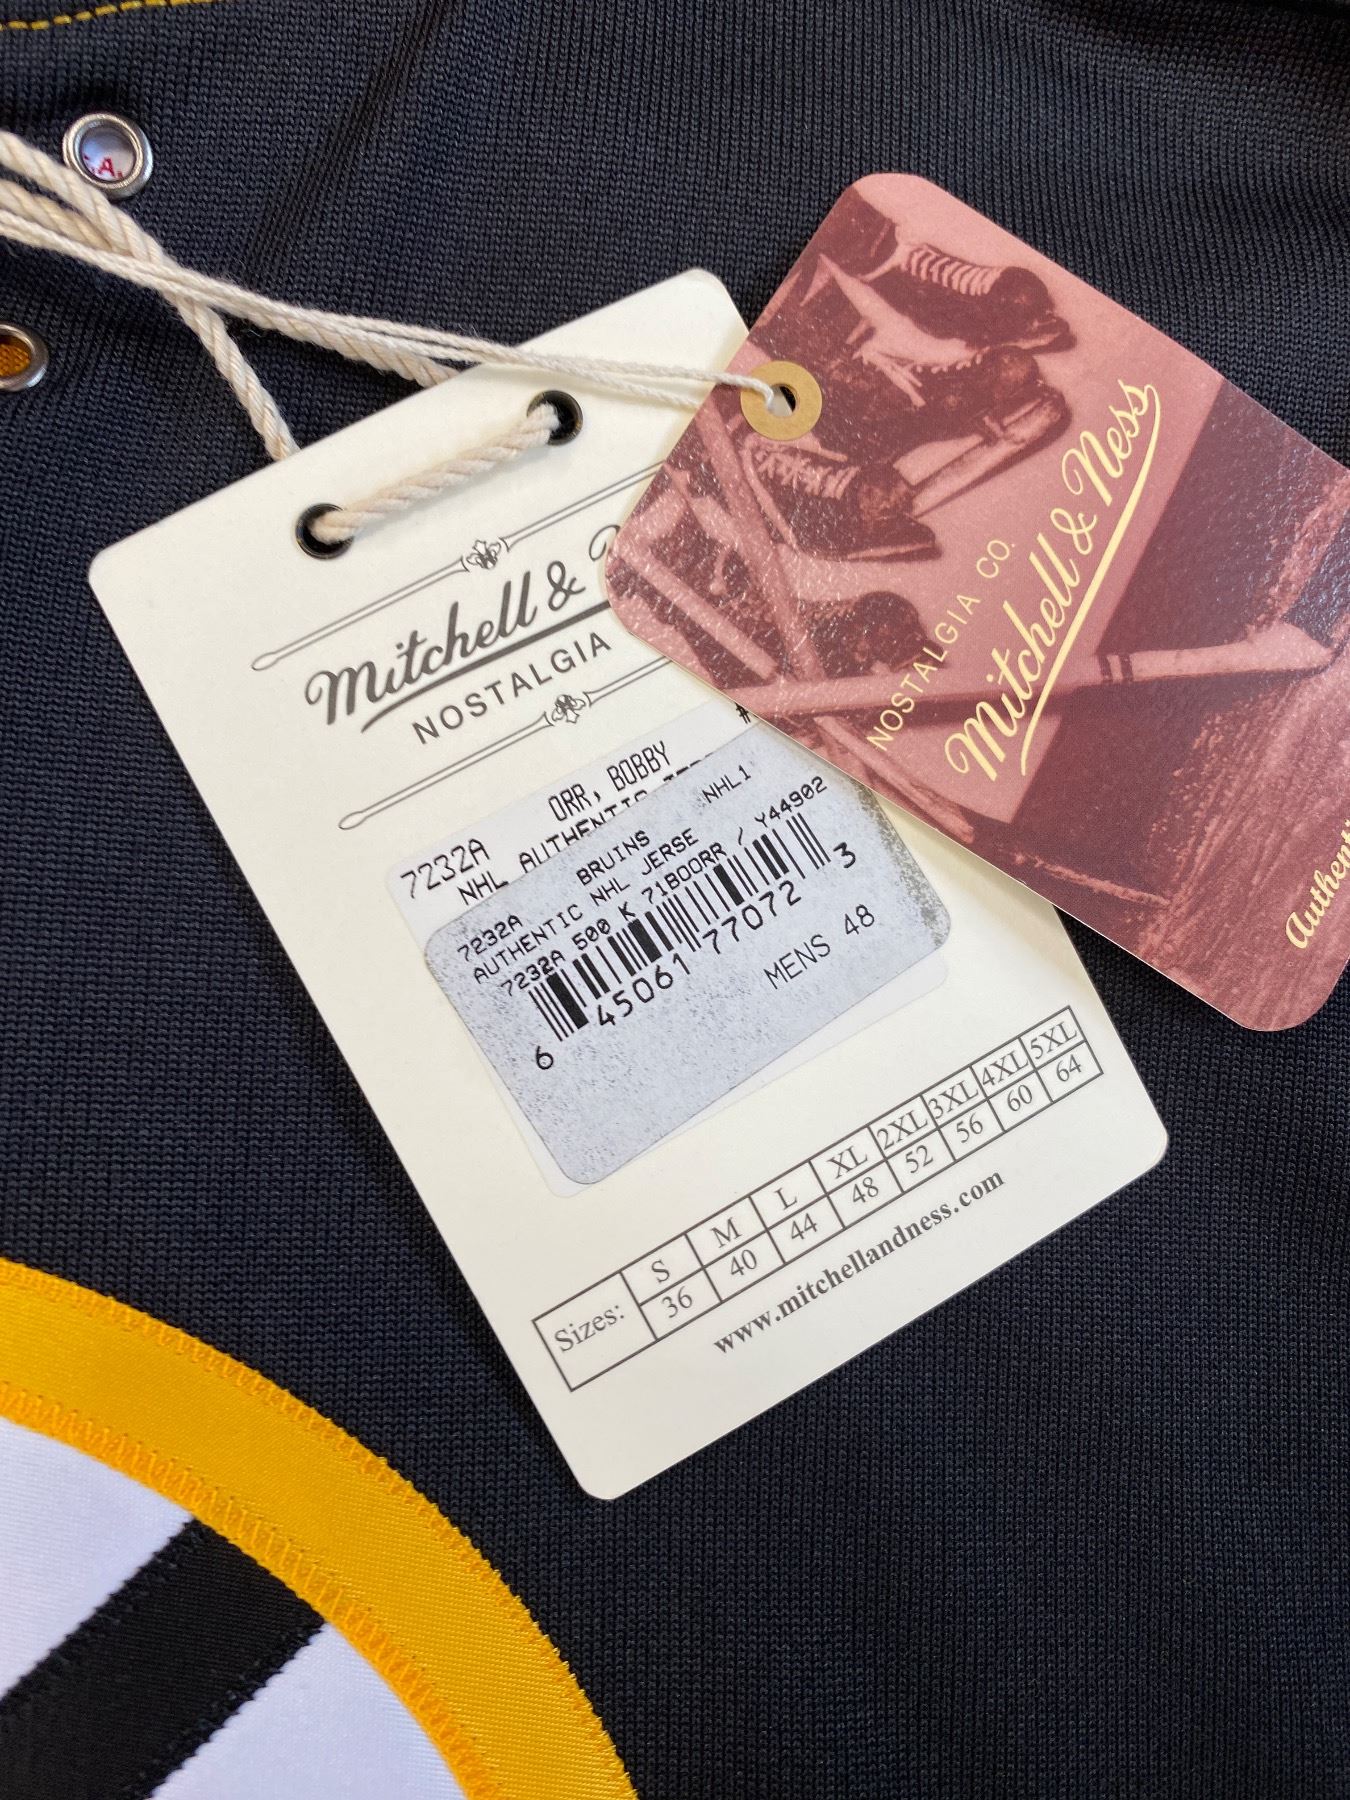 .A.
Mitchell &
NOSTALGIA
#
ORR, BOBBY
7232A
NHL AUTHENTIC
NHL1
7232A BRUINS
AUTHENTIC NHL JERSE
7232A 500 K 71BOORR / Y44902
6 45061 77072 3
MENS 48
Sizes: S M L XL 2XL 3XL 4XL 5XL
36 40 44 48 52 56 60 64
www.mitchellandness.com
NOSTALGIA CO.
Mitchell & Ness